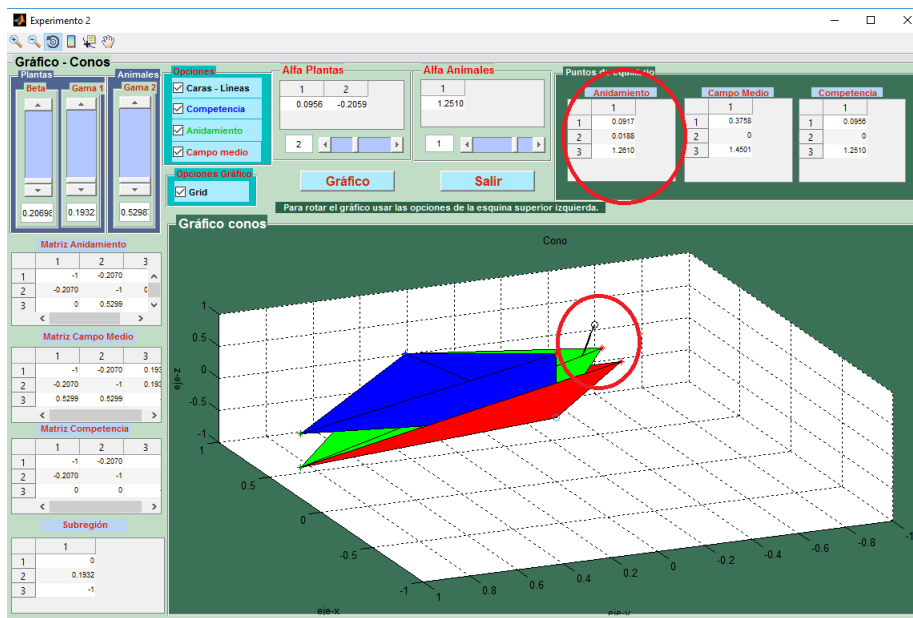 Experimento 2
Gráfico - Conos
Plantas
Beta
Gama 1
0.20698
0.1932
Animales
Gama 2
Opciones
Caras - Lineas
Competencia
Anidamiento
Campo medio
Opciones Gráfico
Grid
Alfa Plantas
1 2
0.0956 -0.2059
2
Alfa Animales
1
1.2510
1
Gráfico
Salir
Para rotar el gráfico usar las opciones de la esquina superior izquierda.
Puntos de equilibrio
Anidamiento
1
1 0.0917
2 0.0188
3 1.2610
Campo Medio
1
1 0.3758
2 0
3 1.4501
Competencia
1
1 0.0956
2 0
3 1.2510
Matriz Anidamiento
1 2 3
1 -1 -0.2070
2 -0.2070 -1
3 0 0.5299
Matriz Campo Medio
1 2 3
1 -1 -0.2070 0.193
2 -0.2070 -1 0.193
3 0.5299 0.5299
Matriz Competencia
1 2 3
1 -1 -0.2070
2 -0.2070 -1
3 0 0
Subregión
1
1 0
2 0.1932
3 -1
Gráfico conos
Cono
eje-z
1
0.5
0
-0.5
-1
1
0.5
0
-0.5
-1
eje-x
1
0.8
0.6
0.4
0.2
0
-0.2
-0.4
-0.6
-0.8
-1